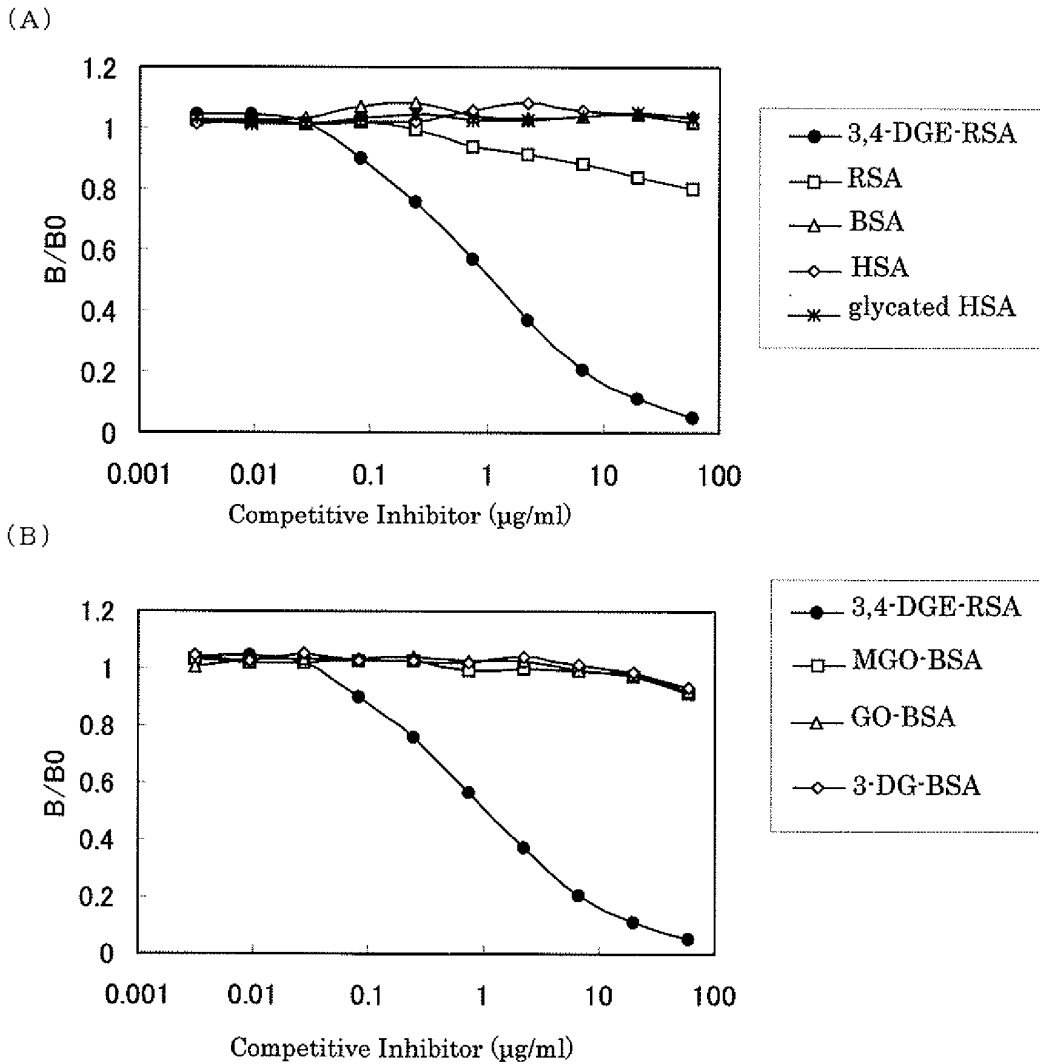 (A)
1.2
1
0.8
0.6
0.4
0.2
0
B/B0
0.001 0.01 0.1 1 10 100
Competitive Inhibitor (µg/ml)
3,4-DGE-RSA
RSA
BSA
HSA
glycated HSA
(B)
1.2
1
0.8
0.6
0.4
0.2
0
B/B0
0.001 0.01 0.1 1 10 100
Competitive Inhibitor (µg/ml)
3,4-DGE-RSA
MGO-BSA
GO-BSA
3-DG-BSA